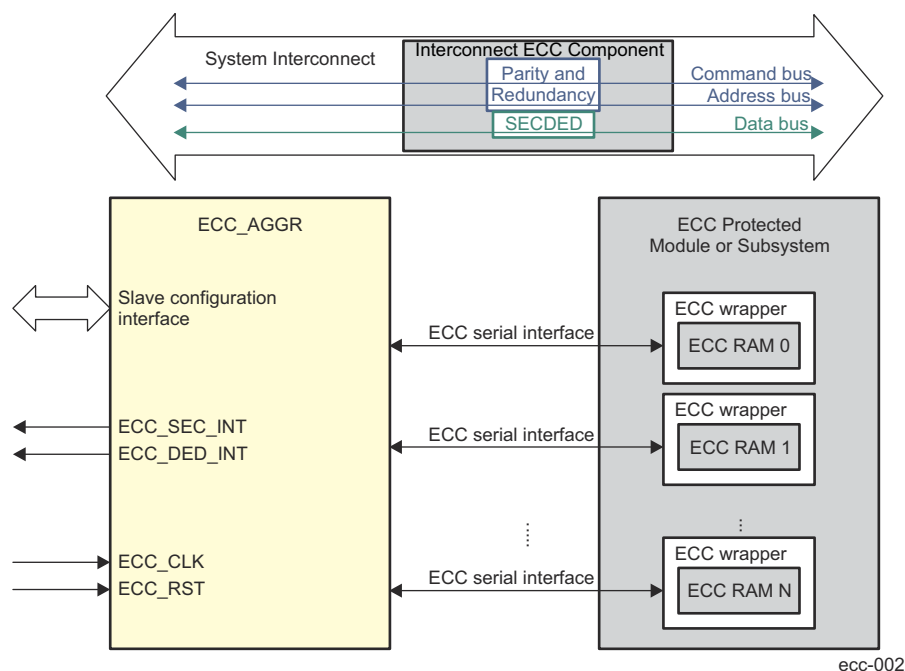 Interconnect ECC Component
System Interconnect
Parity and
Redundancy
Command bus
Address bus
SECDED
Data bus
ECC_AGGR
Slave configuration
interface
ECC_SEC_INT
ECC_DED_INT
ECC_CLK
ECC_RST
ECC serial interface
ECC serial interface
ECC serial interface
ECC Protected
Module or Subsystem
ECC wrapper
ECC RAM 0
ECC wrapper
ECC RAM 1
ECC wrapper
ECC RAM N
ecc-002